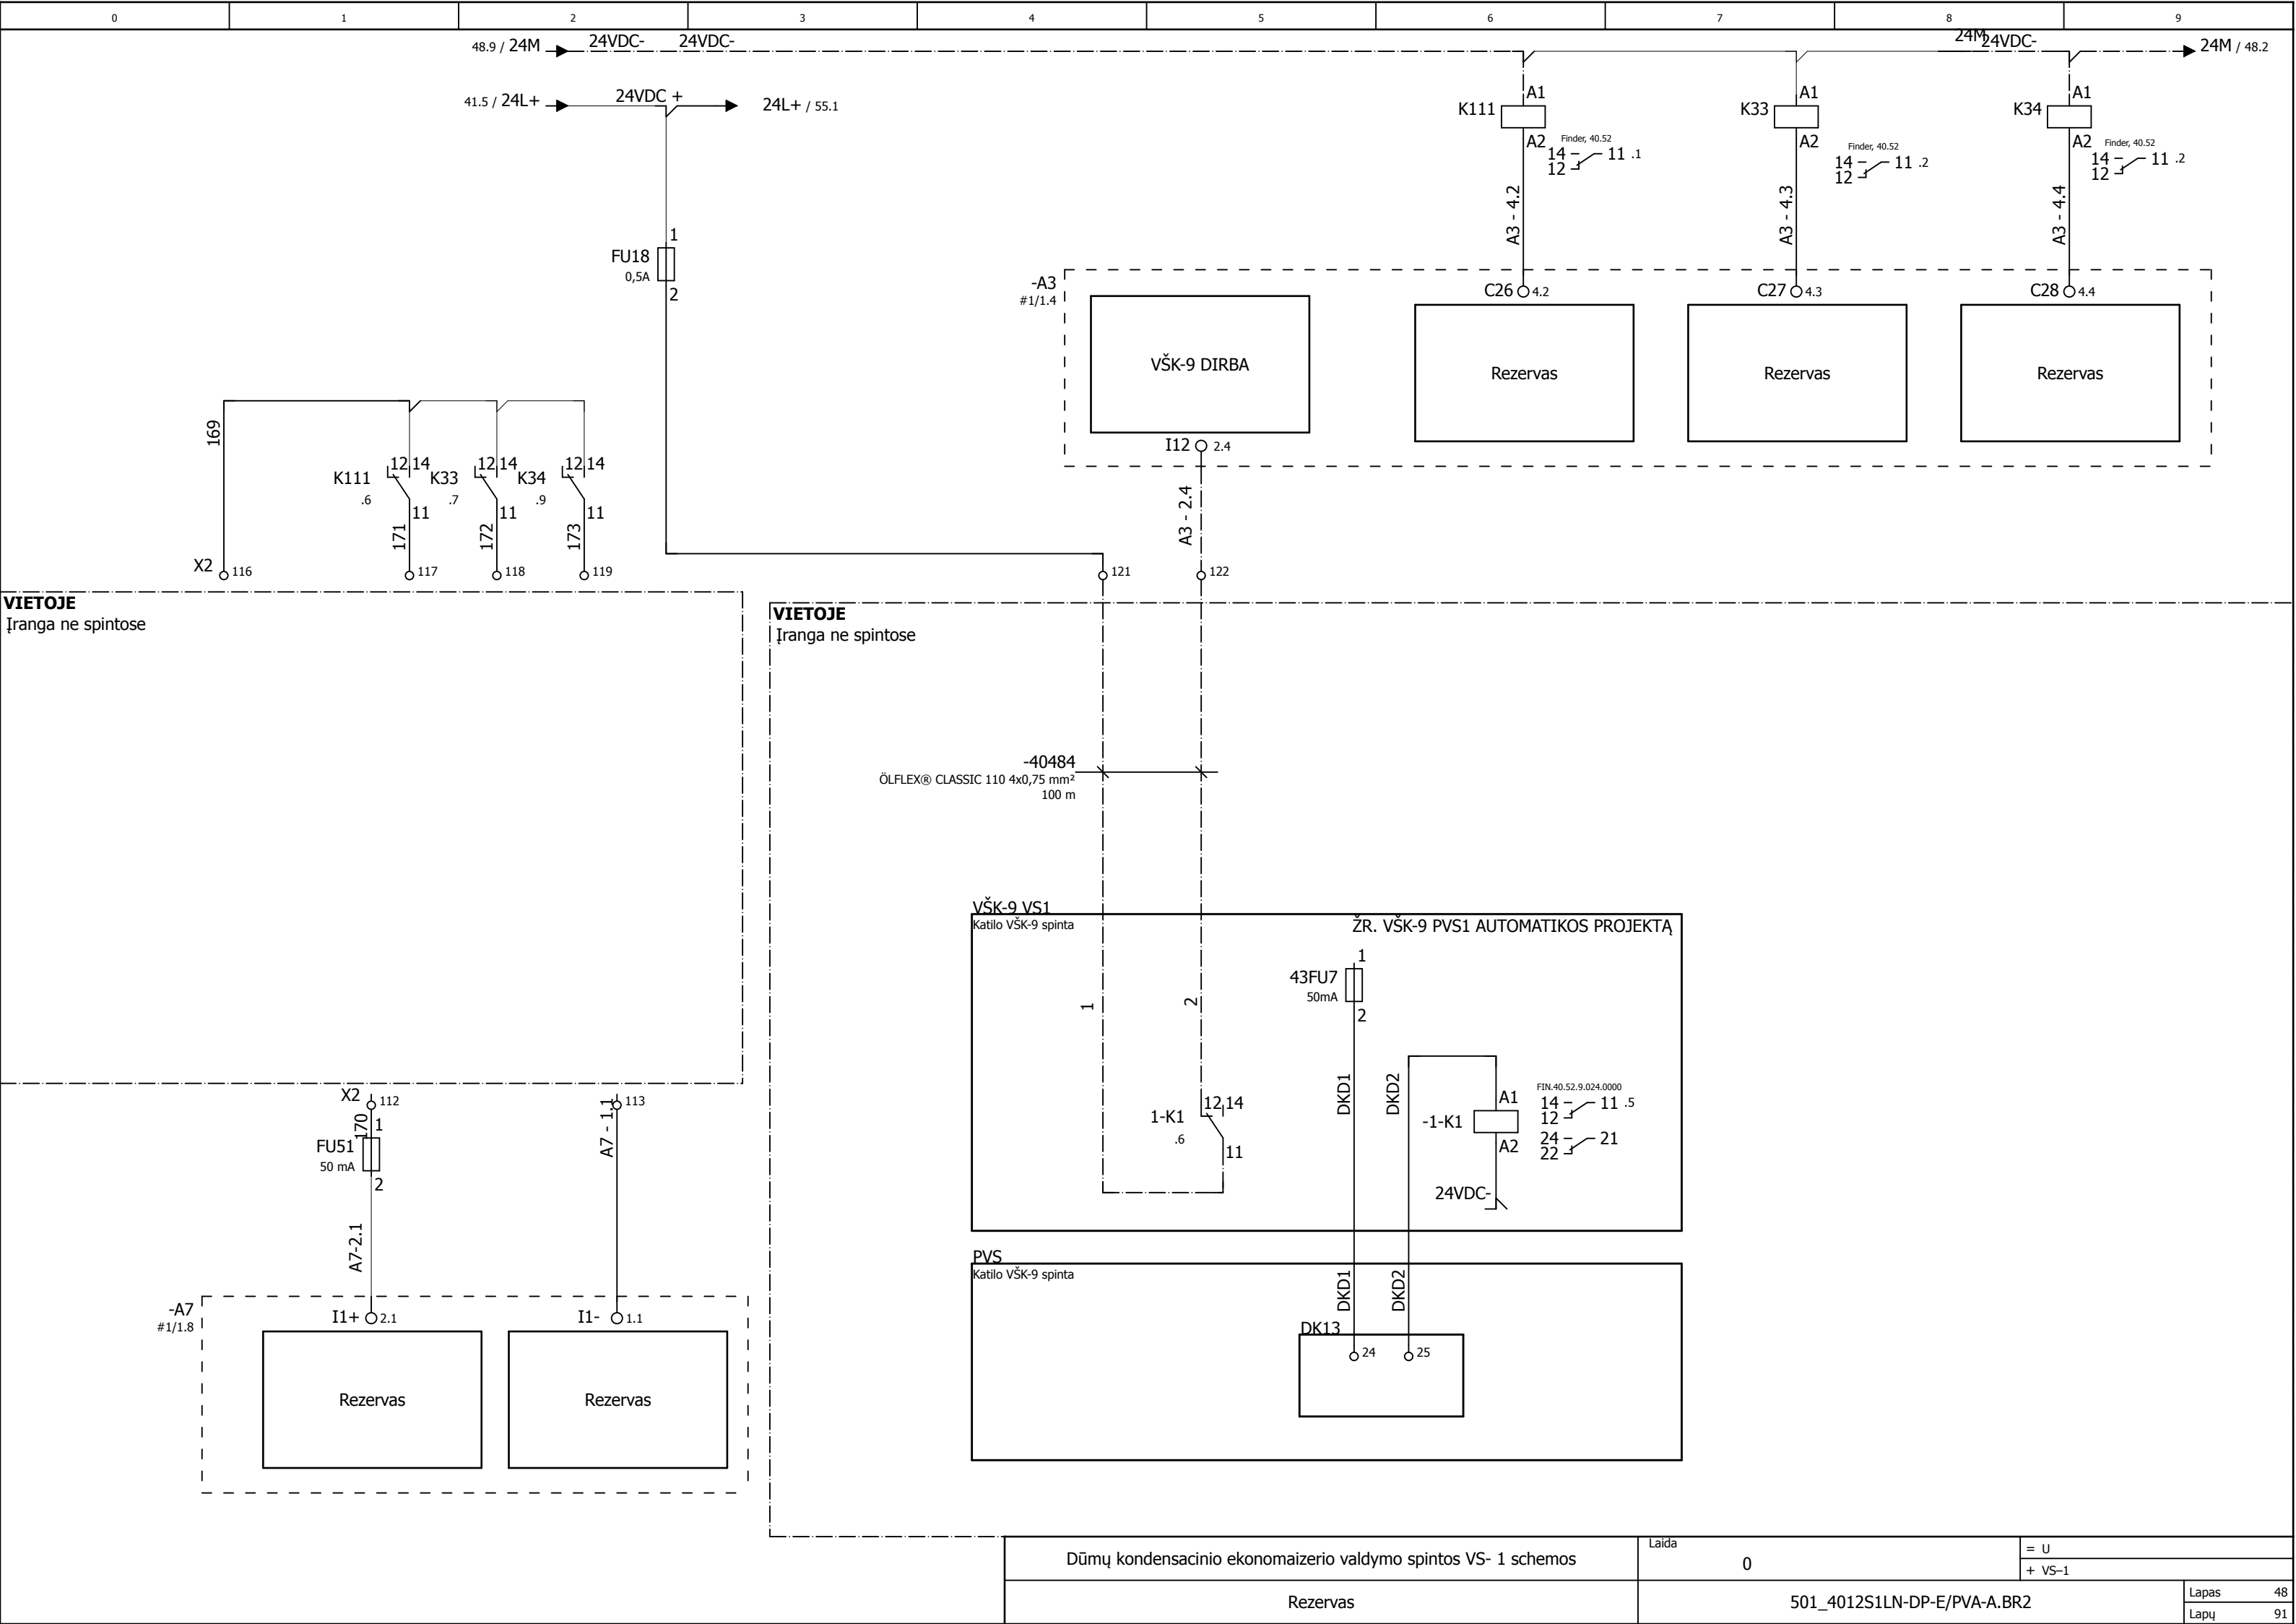 0 1 2 3 4 5 6 7 8 9
48.9 / 24M 24VDC- 24VDC- 24M 24VDC- 24M / 48.2
41.5 / 24L+ 24VDC + 24L+ / 55.1
K111 A1 A2
Finder, 40.52
14 11 .1
12
K33 A1 A2
Finder, 40.52
14 11 .2
12
K34 A1 A2
Finder, 40.52
14 11 .2
12
A3 - 4.2
A3 - 4.3
A3 - 4.4
FU18 1
0,5A
2
-A3
#1/1.4
C26 4.2
C27 4.3
C28 4.4
VŠK-9 DIRBA
Rezervas
Rezervas
Rezervas
I12 2.4
A3 - 2.4
169
K111 12 14
.6
11
171
K33 12 14
.7
11
172
K34 12 14
.9
11
173
X2 116 117 118 119
121 122
VIETOJE
Įranga ne spintose
VIETOJE
Įranga ne spintose
-40484
ÖLFLEX® CLASSIC 110 4x0,75 mm²
100 m
VŠK-9 VS1
Katilo VŠK-9 spinta
ŽR. VŠK-9 PVS1 AUTOMATIKOS PROJEKTĄ
1
2
43FU7 1
50mA
2
DKD1
DKD2
1-K1 12 14
.6
11
-1-K1 A1 A2
FIN.40.52.9.024.0000
14 11 .5
12
24 21
22
24VDC-
PVS
Katilo VŠK-9 spinta
DKD1
DKD2
DK13
24 25
X2 112 113
170
FU51 1
50 mA
2
A7 - 1.1
A7-2.1
-A7
#1/1.8
I1+ 2.1
I1- 1.1
Rezervas
Rezervas
Dūmų kondensacinio ekonomaizerio valdymo spintos VS- 1 schemos
Laida
0
= U
+ VS–1
Rezervas
501_4012S1LN-DP-E/PVA-A.BR2
Lapas 48
Lapų 91